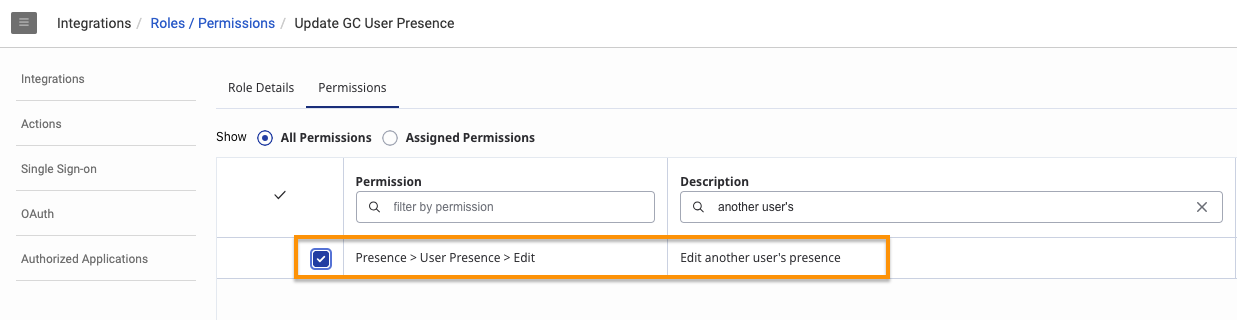 Integrations / Roles / Permissions / Update GC User Presence
Integrations
Actions
Single Sign-on
OAuth
Authorized Applications
Role Details Permissions
Show All Permissions Assigned Permissions
Permission Description
filter by permission another user's
Presence > User Presence > Edit Edit another user's presence